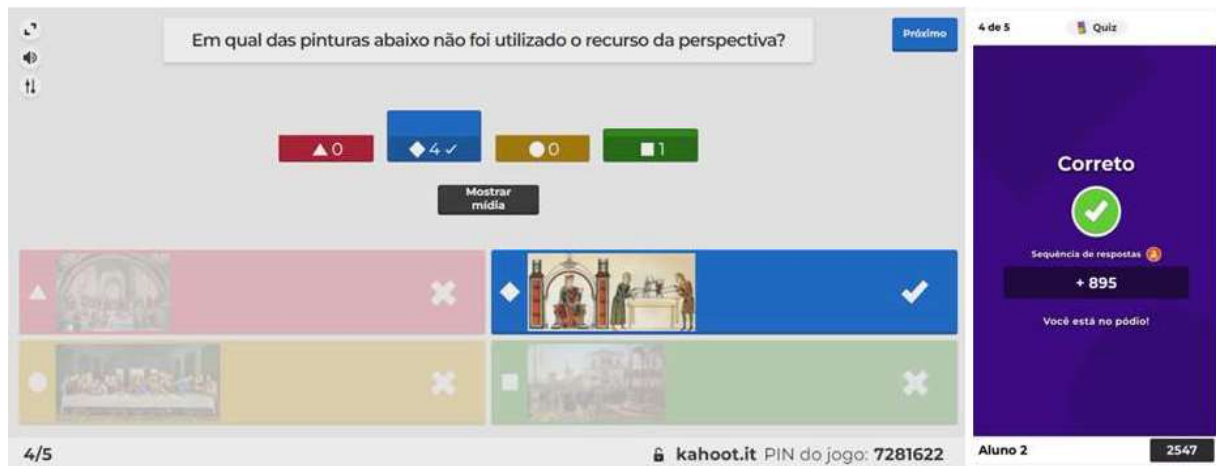 Em qual das pinturas abaixo não foi utilizado o recurso da perspectiva?
Próximo
0
4
0
1
Mostrar
mídia
4/5
kahoot.it PIN do jogo: 7281622
4 de 5
Quiz
Correto
Sequência de respostas
+ 895
Você está no pódio!
Aluno 2
2547